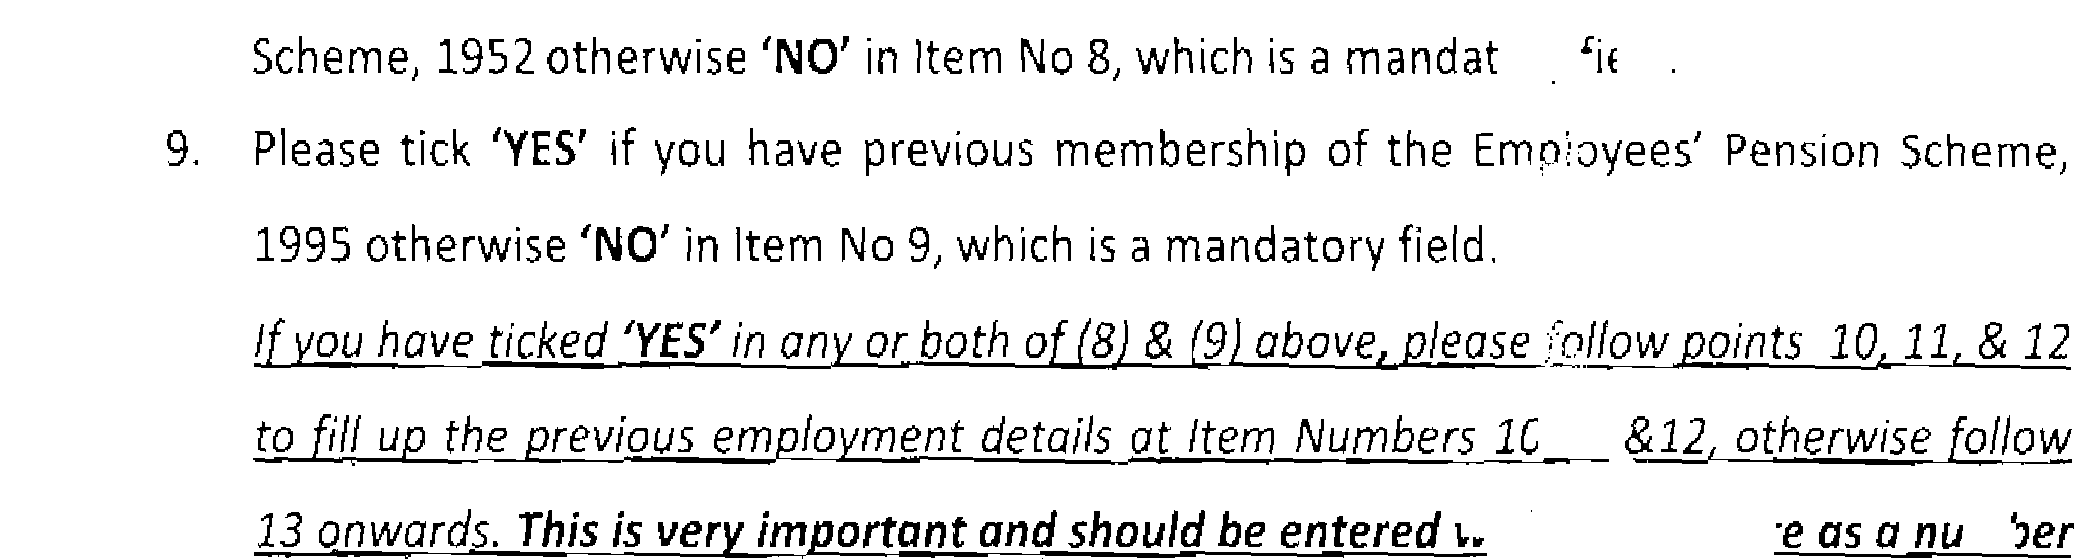 Scheme, 1952 otherwise ‘NO’ in Item No 8, which is a
9. Please tick ‘YES’ if you have previous membership of the Employees’ Pension Scheme,
1995 otherwise ‘NO’ in Item No 9, which is a mandatory field.
If you have ticked ‘YES’ in any or both of (8) & (9) above, please follow points 10, 11, & 12
to fill up the previous employment details at Item Numbers &12, otherwise follow
13 onwards. This is very important and should be entered as a